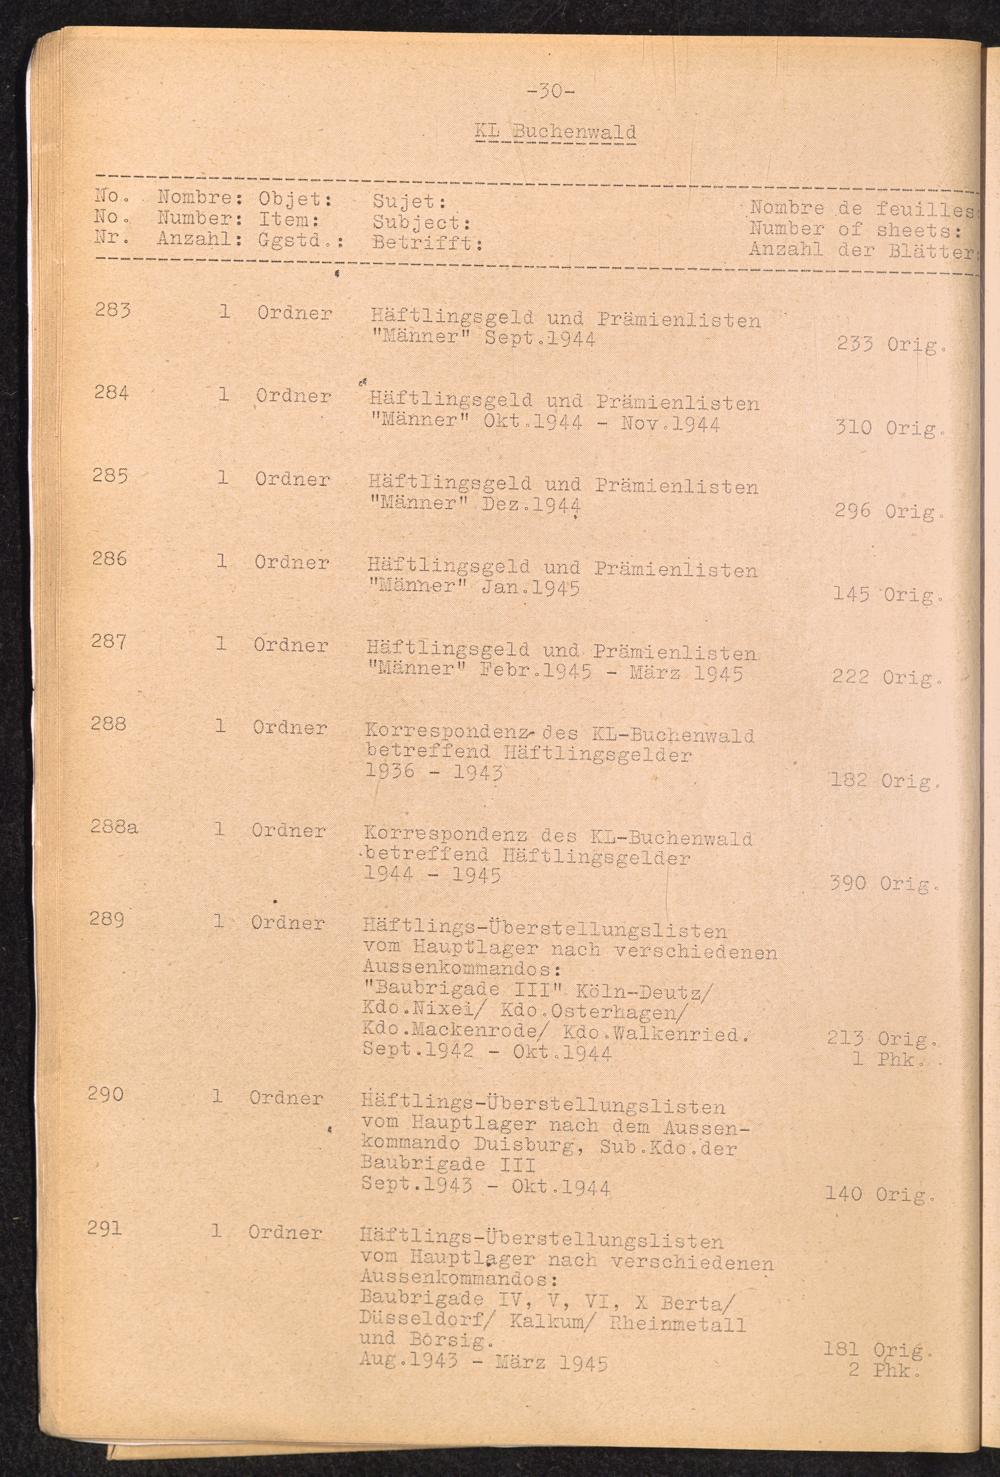 -30-
KL Buchenwald
No. Nombre: Objet: Sujet: Nombre de feuilles:
No. Number: Item: Subject: Number of sheets:
Nr. Anzahl: Ggstd.: Betrifft: Anzahl der Blätter:
283 1 Ordner Häftlingsgeld und Prämienlisten
"Männer" Sept.1944 233 Orig.
284 1 Ordner Häftlingsgeld und Prämienlisten
"Männer" Okt.1944 - Nov.1944 310 Orig.
285 1 Ordner Häftlingsgeld und Prämienlisten
"Männer" Dez.1944 296 Orig.
286 1 Ordner Häftlingsgeld und Prämienlisten
"Männer" Jan.1945 145 Orig.
287 1 Ordner Häftlingsgeld und Prämienlisten
"Männer" Febr.1945 - März 1945 222 Orig.
288 1 Ordner Korrespondenz des KL-Buchenwald
betreffend Häftlingsgelder
1936 - 1943 182 Orig.
288a 1 Ordner Korrespondenz des KL-Buchenwald
betreffend Häftlingsgelder
1944 - 1945 390 Orig.
289 1 Ordner Häftlings-Überstellungslisten
vom Hauptlager nach verschiedenen
Aussenkommandos:
"Baubrigade III" Köln-Deutz/
Kdo.Nixei/ Kdo.Osterhagen/
Kdo.Mackenrode/ Kdo.Walkenried. 213 Orig.
Sept.1942 - Okt.1944 1 Phk.
290 1 Ordner Häftlings-Überstellungslisten
vom Hauptlager nach dem Aussen-
kommando Duisburg, Sub.Kdo.der
Baubrigade III
Sept.1943 - Okt.1944 140 Orig.
291 1 Ordner Häftlings-Überstellungslisten
vom Hauptlager nach verschiedenen
Aussenkommandos:
Baubrigade IV, V, VI, X Berta/
Düsseldorf/ Kalkum/ Rheinmetall
und Borsig. 181 Orig.
Aug.1943 - März 1945 2 Phk.